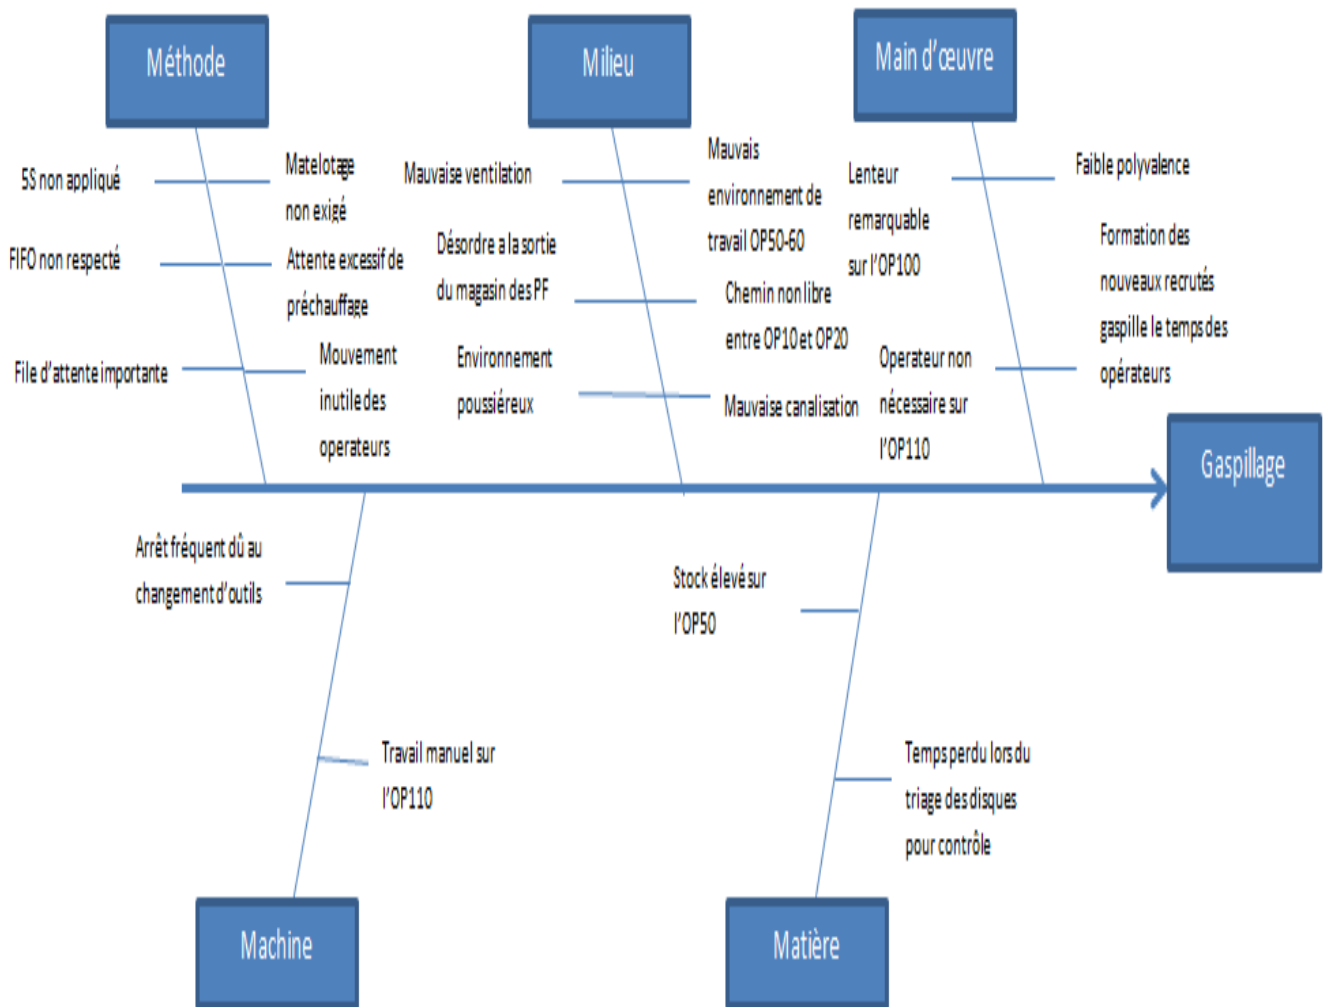 Méthode
Milieu
Main d'œuvre
5S non appliqué
Matelotage
non exigé
FIFO non respecté
Attente excessif de
préchauffage
File d'attente importante
Mouvement
inutile des
operateurs
Mauvaise ventilation
Mauvais
environnement de
travail OP50-60
Désordre a la sortie
du magasin des PF
Chemin non libre
entre OP10 et OP20
Environnement
poussiéreux
Mauvaise canalisation
Lenteur
remarquable
sur l'OP100
Faible polyvalence
Formation des
nouveaux recrutés
gaspille le temps des
opérateurs
Operateur non
nécessaire sur
l'OP110
Gaspillage
Arrêt fréquent dû au
changement d'outils
Travail manuel sur
l'OP110
Stock élevé sur
l'OP50
Temps perdu lors du
triage des disques
pour contrôle
Machine
Matière